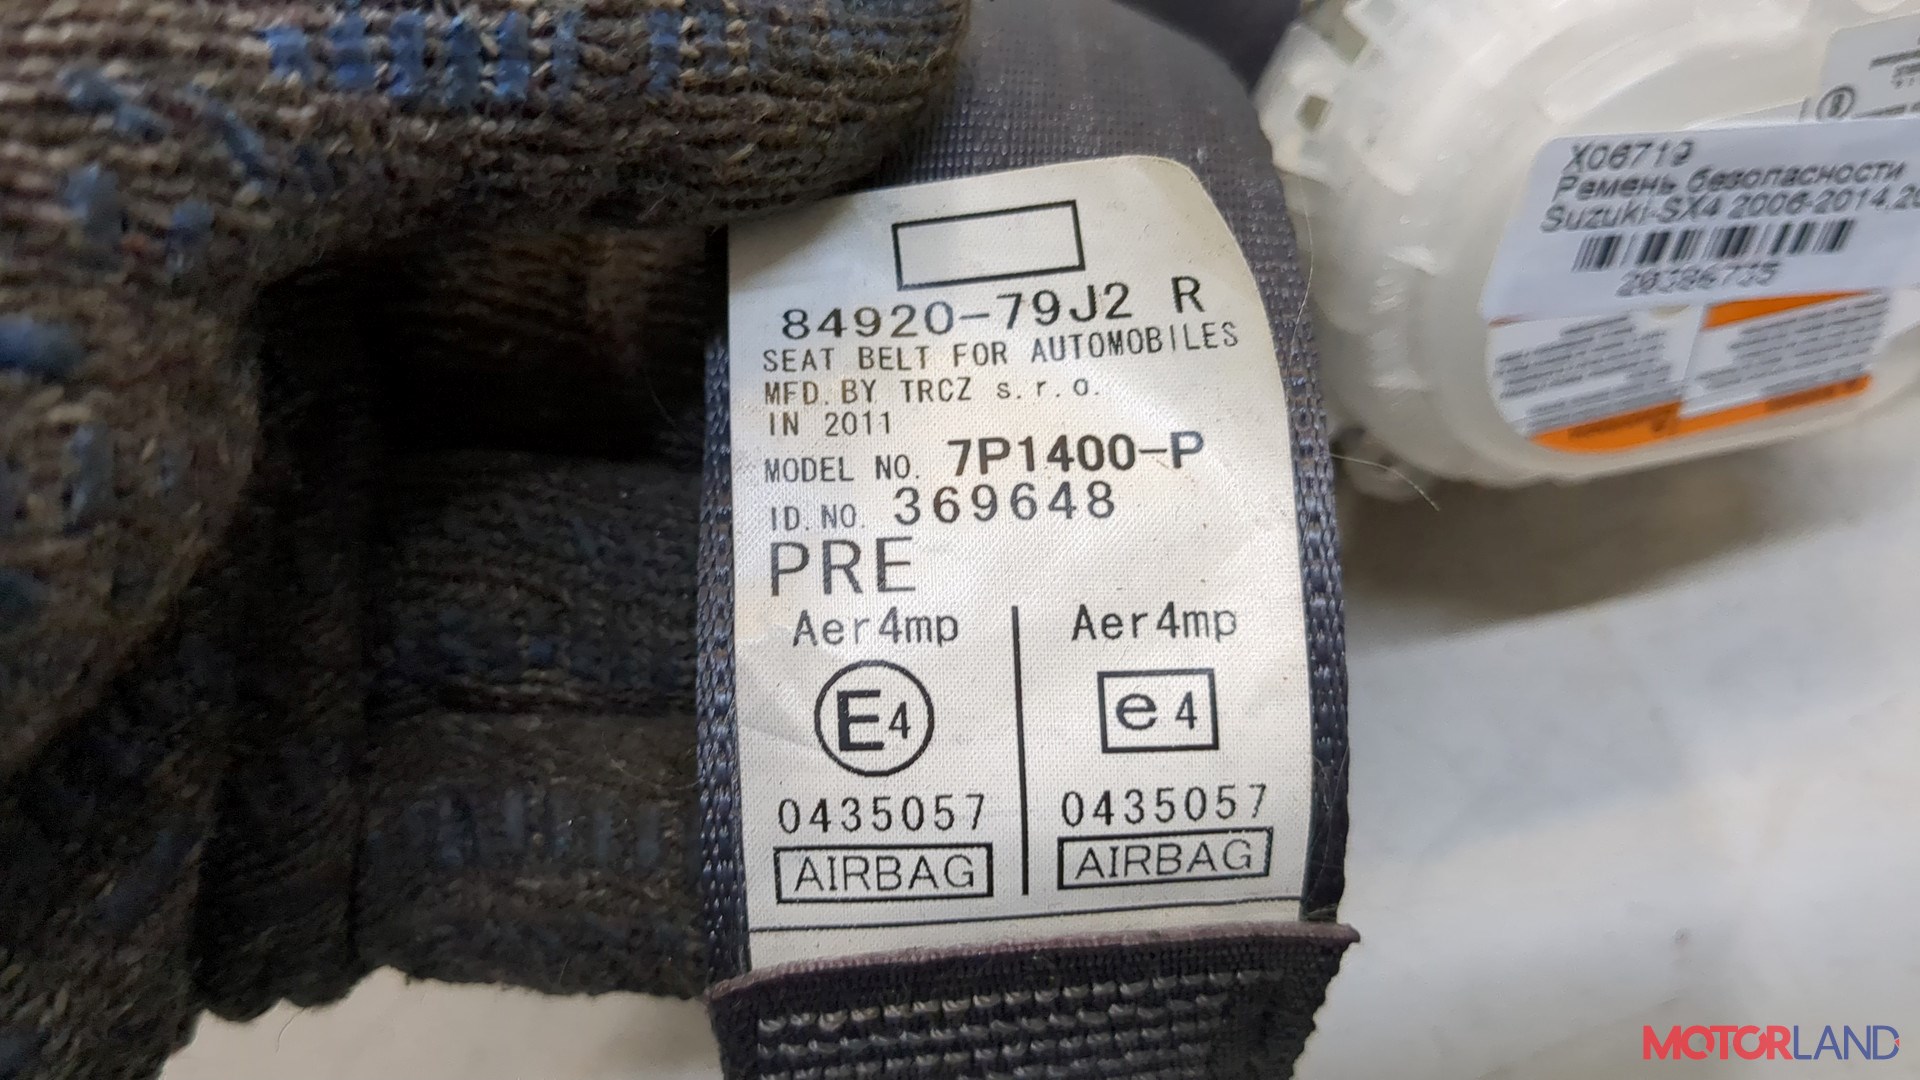 84920-79J2 R
SEAT BELT FOR AUTOMOBILES
MFD. BY TRCZ s. r. o.
IN 2011
MODEL NO. 7P1400-P
ID. NO. 369648
PRE
Aer4mp
E4
0435057
AIRBAG
Aer4mp
e4
0435057
AIRBAG
X06719
Ремень безопасности
Suzuki-SX4 2006-2014,20
20386735
MOTORLAND